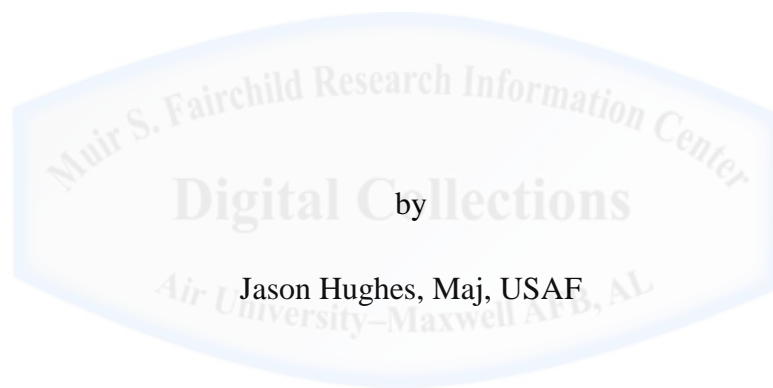 Muir S. Fairchild Research Information Center
Digital Collections
by
Jason Hughes, Maj, USAF
Air University–Maxwell AFB, AL